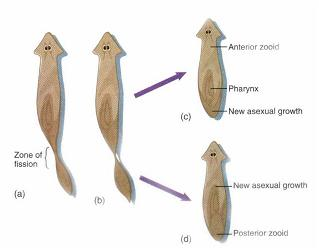 Anterior zooid
Pharynx
New asexual growth
(c)
Zone of
fission
(a)
(b)
New asexual growth
Posterior zooid
(d)